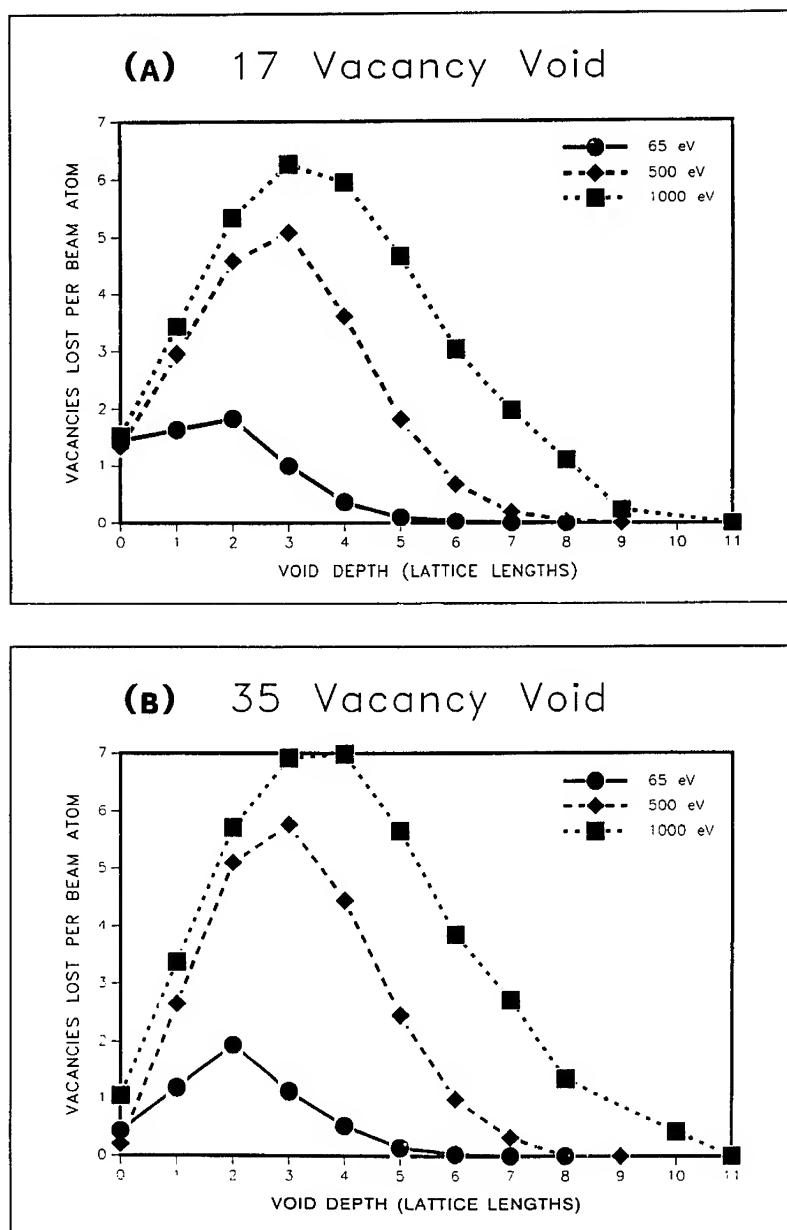 (A) 17 Vacancy Void
7
6
5
4
3
2
1
0
VACANCIES LOST PER BEAM ATOM
65 eV
500 eV
1000 eV
0 1 2 3 4 5 6 7 8 9 10 11
VOID DEPTH (LATTICE LENGTHS)
(B) 35 Vacancy Void
7
6
5
4
3
2
1
0
VACANCIES LOST PER BEAM ATOM
65 eV
500 eV
1000 eV
0 1 2 3 4 5 6 7 8 9 10 11
VOID DEPTH (LATTICE LENGTHS)